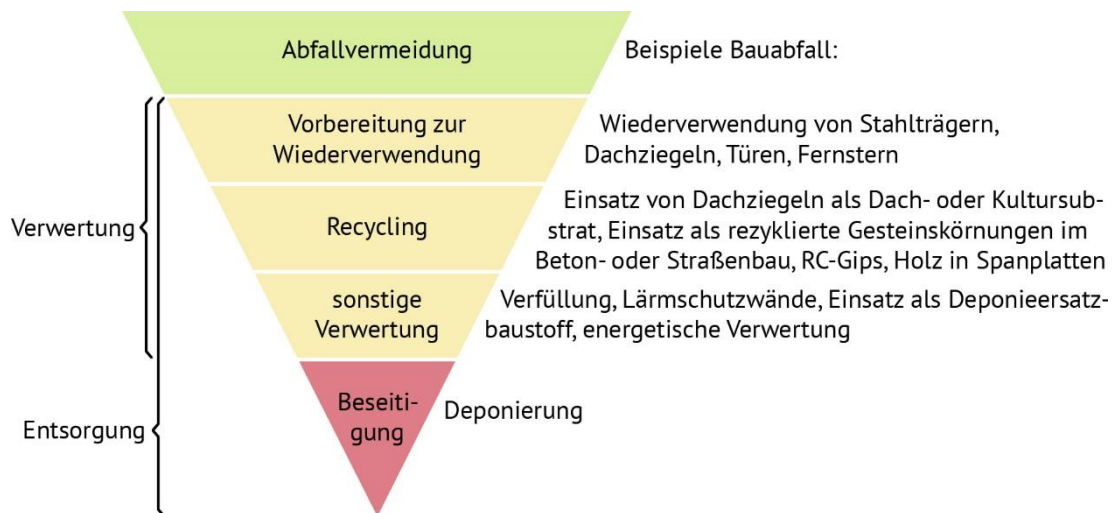 Abfallvermeidung
Beispiele Bauabfall:
Vorbereitung zur
Wiederverwendung
Wiederverwendung von Stahlträgern,
Dachziegeln, Türen, Fernstern
Verwertung
Recycling
Einsatz von Dachziegeln als Dach- oder Kultursub-
strat, Einsatz als rezyklierte Gesteinskörnungen im
Beton- oder Straßenbau, RC-Gips, Holz in Spanplatten
sonstige
Verwertung
Verfüllung, Lärmschutzwände, Einsatz als Deponieersatz-
baustoff, energetische Verwertung
Entsorgung
Beseiti-
gung
Deponierung